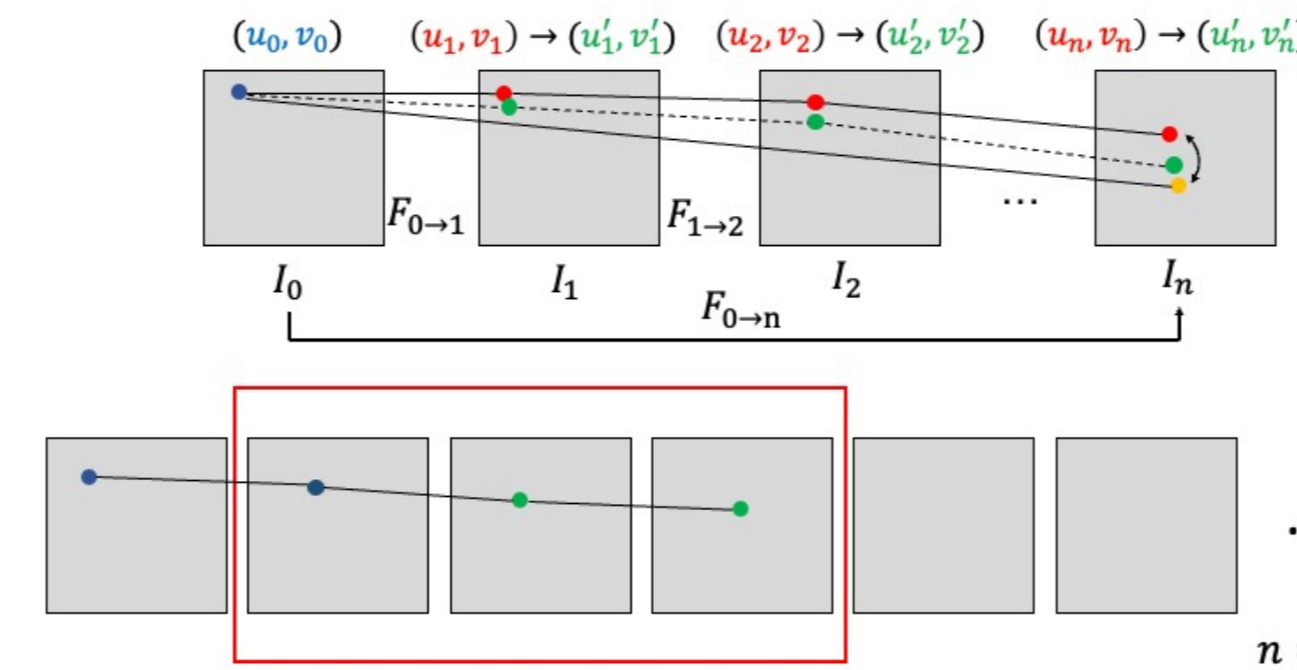 (u₀, v₀) (u₁, v₁) → (u′₁, v′₁) (u₂, v₂) → (u′₂, v′₂) (uₙ, vₙ) → (u′ₙ, v′ₙ
F₀→₁ F₁→₂ ...
I₀ I₁ I₂ Iₙ
F₀→ₙ
n